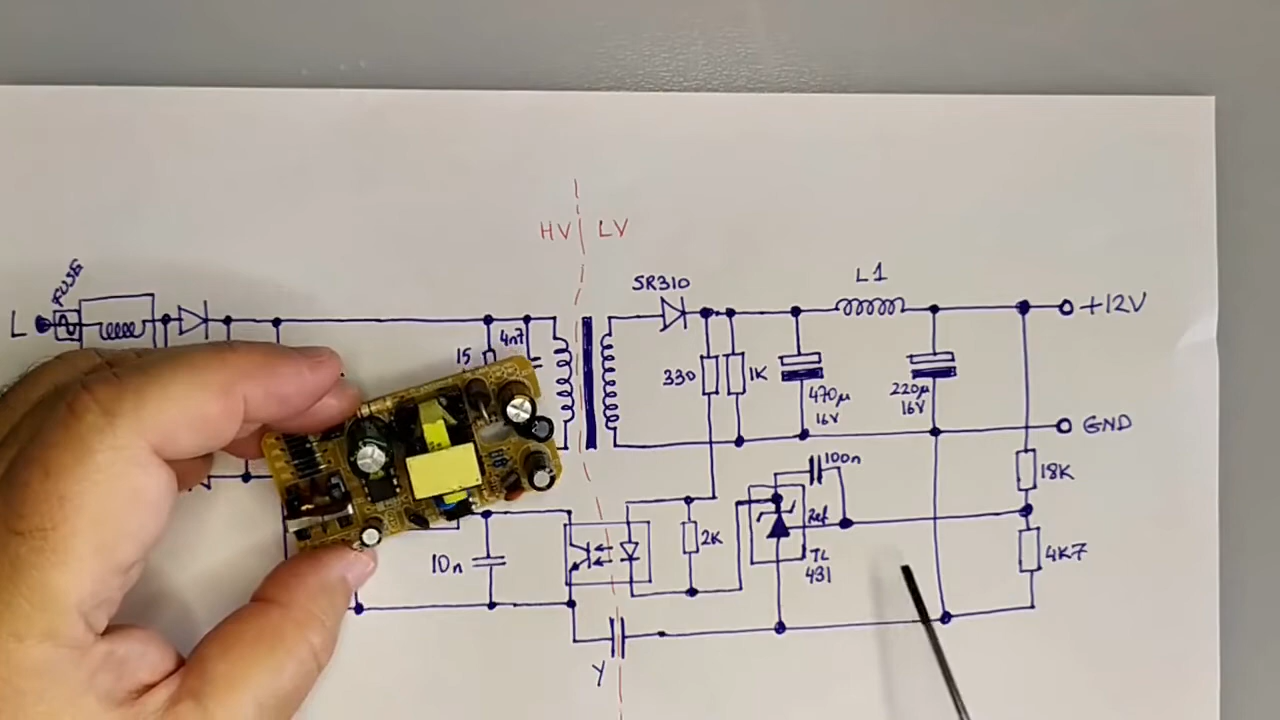 HV LV
FUSE
L
SR310
L1
+12V
4n7
15
330
1K
470µ
16V
220µ
16V
GND
100n
18K
Ref
2K
10n
TL
431
4K7
Y